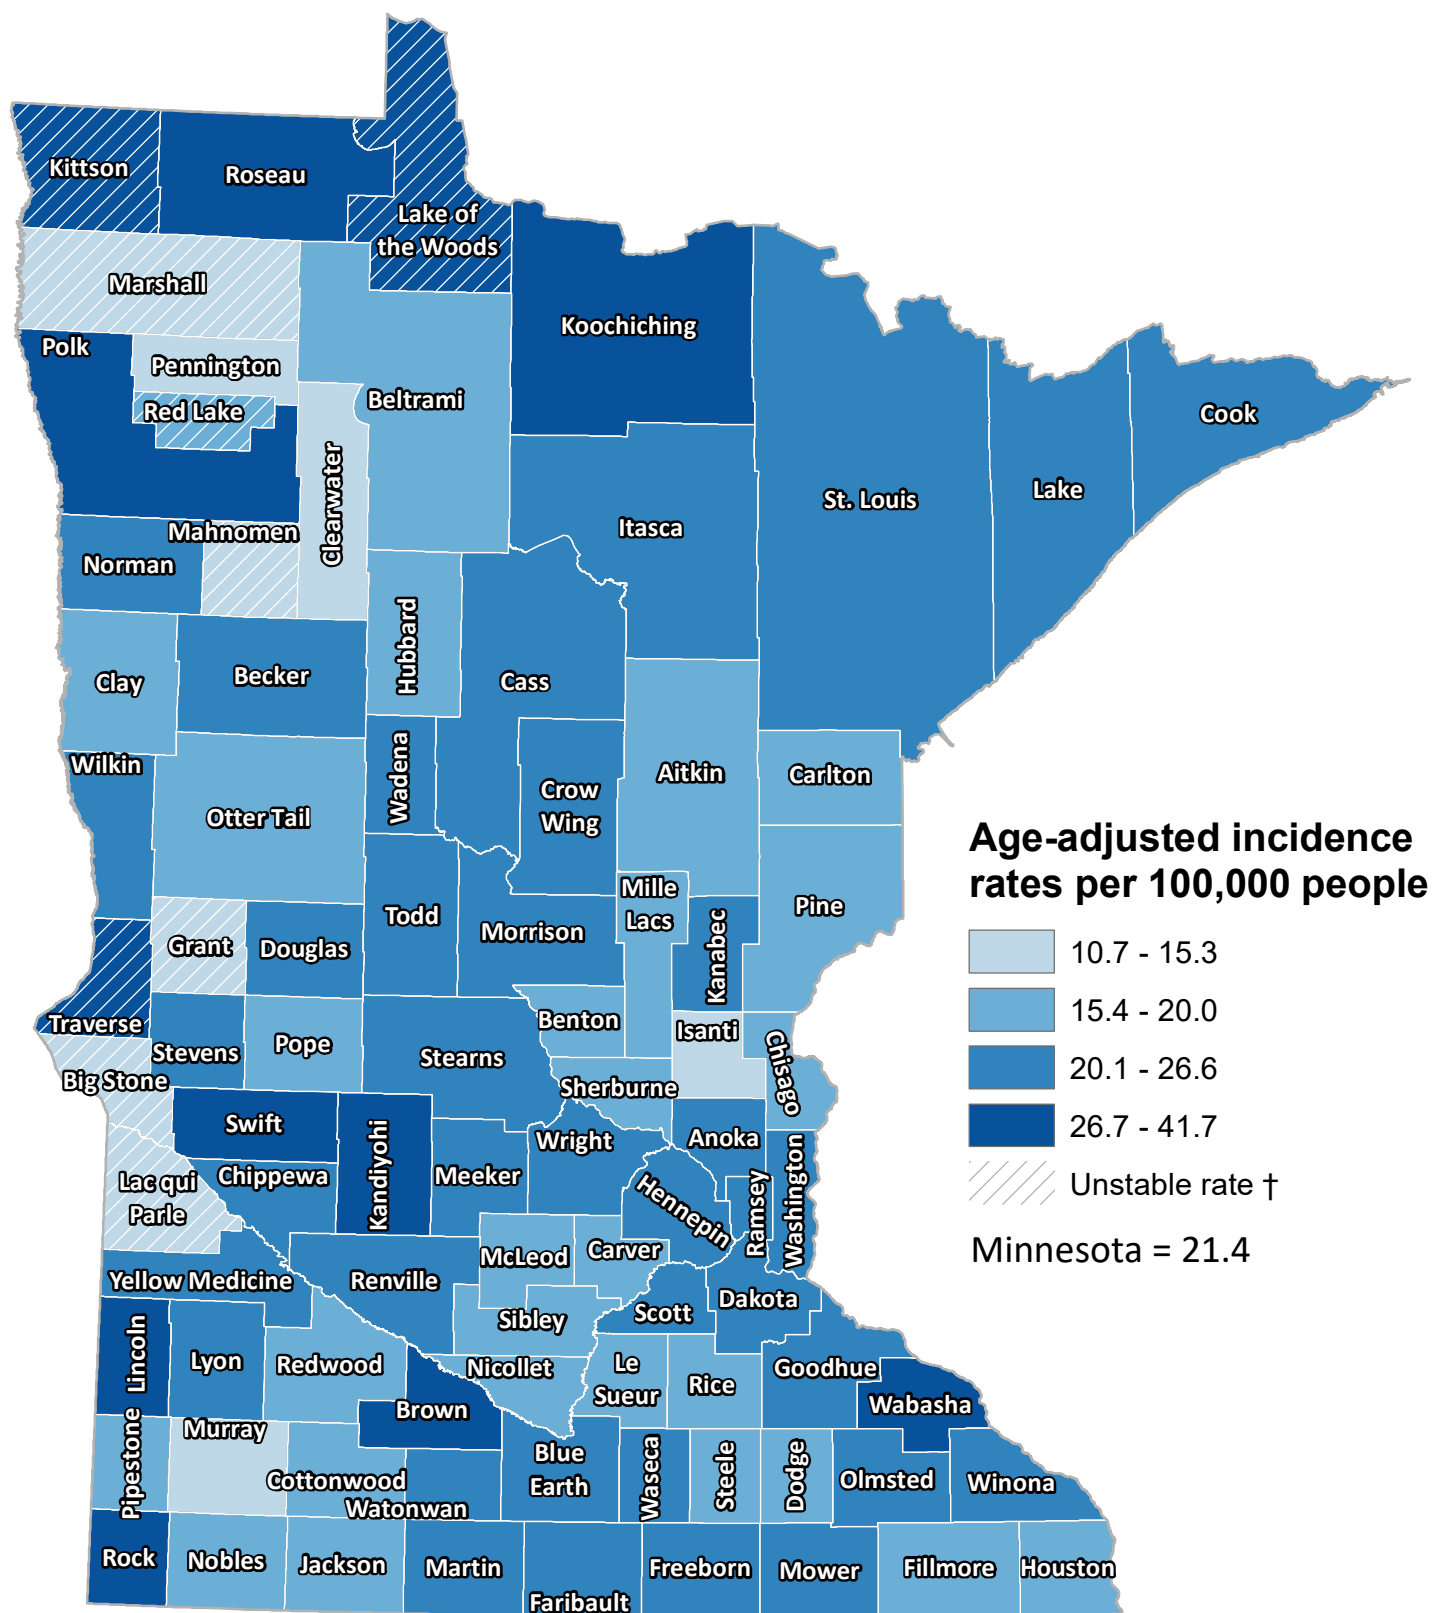 Kittson
Roseau
Lake of
the Woods
Marshall
Koochiching
Polk
Pennington
Red Lake
Beltrami
Cook
Clearwater
St. Louis
Lake
Itasca
Mahnomen
Norman
Hubbard
Clay
Becker
Cass
Wilkin
Wadena
Aitkin
Carlton
Crow
Wing
Otter Tail
Age-adjusted incidence
rates per 100,000 people
10.7 - 15.3
15.4 - 20.0
20.1 - 26.6
26.7 - 41.7
Unstable rate †
Minnesota = 21.4
Mille
Lacs
Pine
Todd
Morrison
Kanabec
Grant
Douglas
Traverse
Benton
Isanti
Stevens
Pope
Stearns
Chisago
Big Stone
Sherburne
Swift
Kandiyohi
Wright
Anoka
Washington
Chippewa
Meeker
Lac qui
Parle
Hennepin
Ramsey
McLeod
Carver
Yellow Medicine
Renville
Dakota
Scott
Sibley
Lincoln
Lyon
Redwood
Nicollet
Le
Sueur
Rice
Goodhue
Wabasha
Brown
Pipestone
Murray
Cottonwood
Watonwan
Blue
Earth
Waseca
Steele
Dodge
Olmsted
Winona
Rock
Nobles
Jackson
Martin
Faribault
Freeborn
Mower
Fillmore
Houston